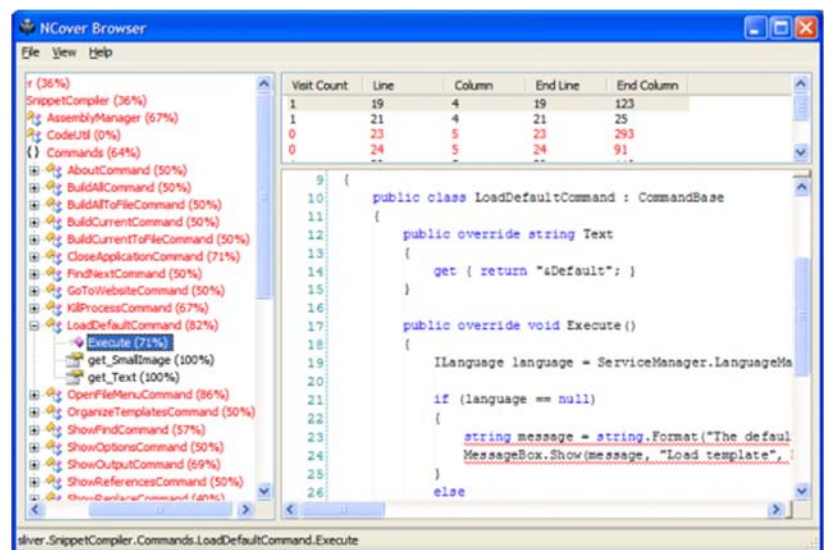 NCover Browser
File View Help
r (36%)
SnippetCompiler (36%)
AssemblyManager (67%)
CodeUtil (0%)
{} Commands (64%)
AboutCommand (50%)
BuildAllCommand (50%)
BuildAllToFileCommand (50%)
BuildCurrentCommand (50%)
BuildCurrentToFileCommand (50%)
CloseApplicationCommand (71%)
FindNextCommand (50%)
GoToWebsiteCommand (50%)
KillProcessCommand (67%)
LoadDefaultCommand (82%)
Execute (71%)
get_SmallImage (100%)
get_Text (100%)
OpenFileMenuCommand (86%)
OrganizeTemplatesCommand (50%)
ShowFindCommand (57%)
ShowOptionsCommand (50%)
ShowOutputCommand (69%)
ShowReferencesCommand (50%)
ShowReplaceCommand (40%)
Visit Count Line Column End Line End Column
1 19 4 19 123
1 21 4 21 25
0 23 5 23 293
0 24 5 24 91
9 {
10 public class LoadDefaultCommand : CommandBase
11 {
12 public override string Text
13 {
14 get { return "&Default"; }
15 }
16
17 public override void Execute()
18 {
19 ILanguage language = ServiceManager.LanguageMa
20
21 if (language == null)
22 {
23 string message = string.Format("The defaul
24 MessageBox.Show(message, "Load template",
25 }
26 else
sliver.SnippetCompiler.Commands.LoadDefaultCommand.Execute